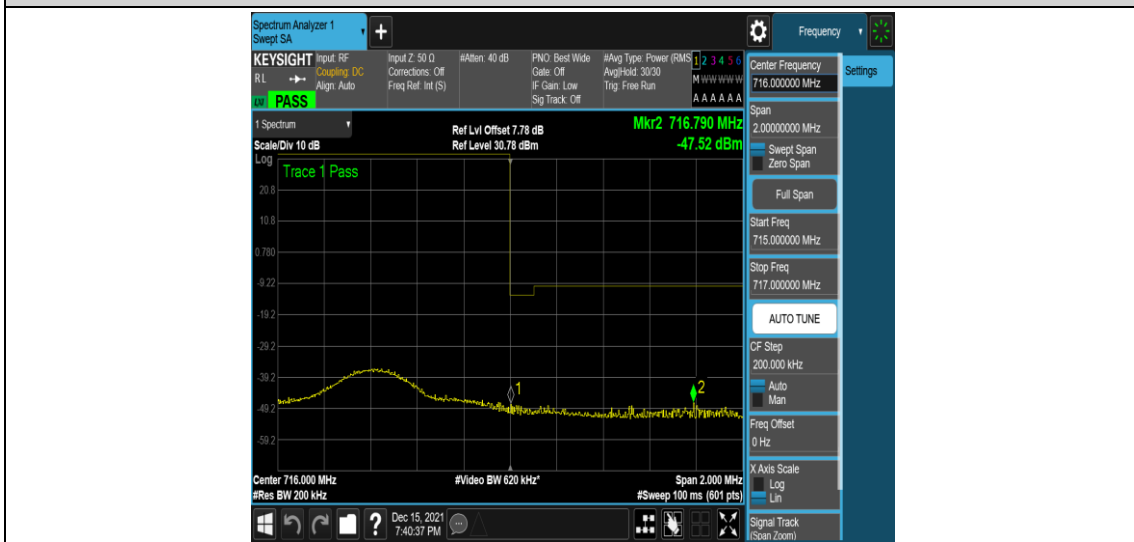 Spectrum Analyzer 1
Swept SA
+
Frequency
KEYSIGHT
RL
LXI
PASS
Input: RF
Coupling: DC
Align: Auto
Input Z: 50 Ω
Corrections: Off
Freq Ref: Int (S)
#Atten: 40 dB
PNO: Best Wide
Gate: Off
IF Gain: Low
Sig Track: Off
#Avg Type: Power (RMS
Avg|Hold: 30/30
Trig: Free Run
1 2 3 4 5 6
M W W W W W
A A A A A A
1 Spectrum
Scale/Div 10 dB
Ref Lvl Offset 7.78 dB
Ref Level 30.78 dBm
Mkr2 716.790 MHz
-47.52 dBm
Log
Trace 1 Pass
20.8
10.8
0.780
-9.22
-19.2
-29.2
-39.2
-49.2
-59.2
1
2
Center 716.000 MHz
#Res BW 200 kHz
#Video BW 620 kHz*
Span 2.000 MHz
#Sweep 100 ms (601 pts)
?
Dec 15, 2021
7:40:37 PM
Center Frequency
716.000000 MHz
Settings
Span
2.00000000 MHz
Swept Span
Zero Span
Full Span
Start Freq
715.000000 MHz
Stop Freq
717.000000 MHz
AUTO TUNE
CF Step
200.000 kHz
Auto
Man
Freq Offset
0 Hz
X Axis Scale
Log
Lin
Signal Track
(Span Zoom)